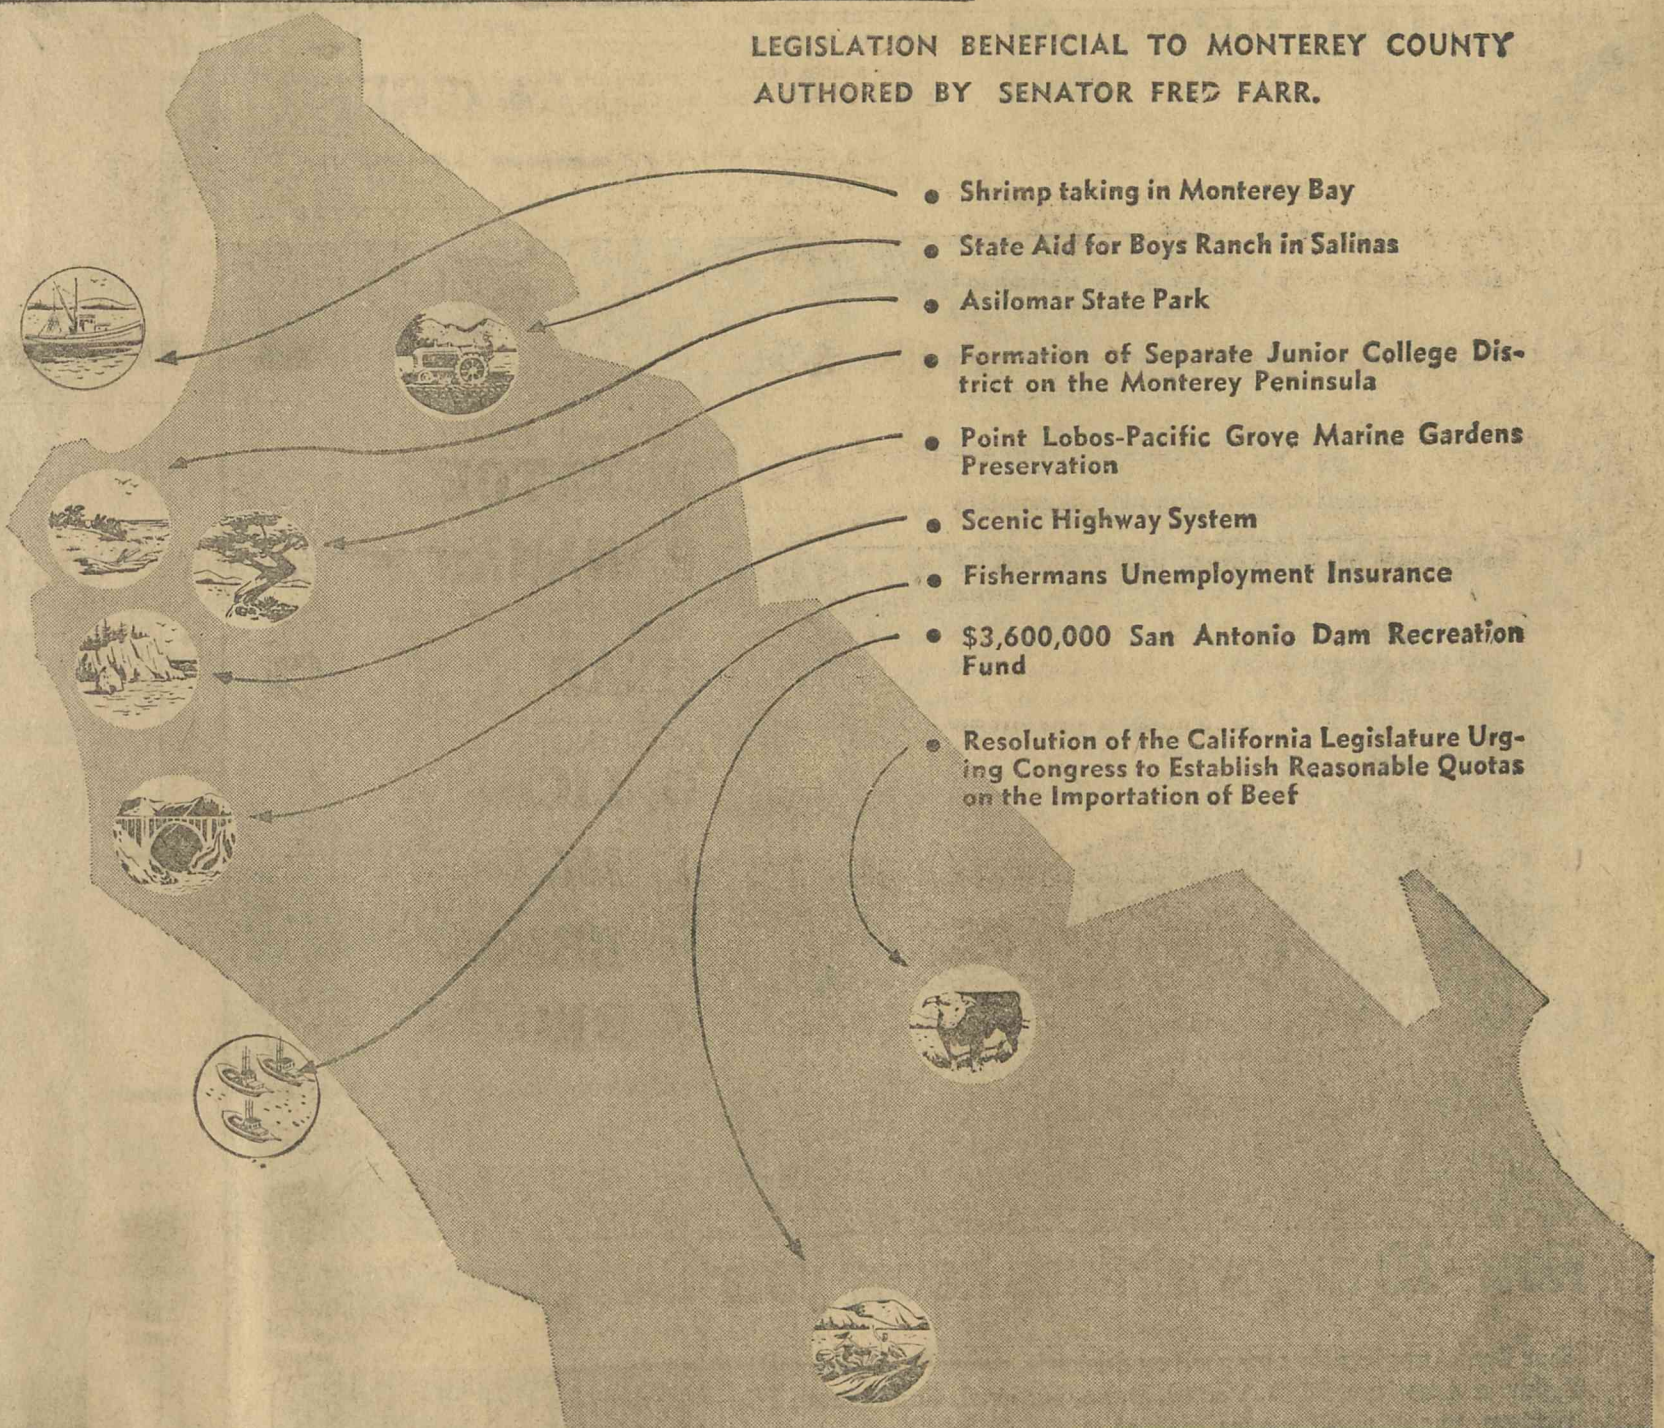 LEGISLATION BENEFICIAL TO MONTEREY COUNTY
AUTHORED BY SENATOR FRED FARR.
• Shrimp taking in Monterey Bay
• State Aid for Boys Ranch in Salinas
• Asilomar State Park
• Formation of Separate Junior College Dis-
trict on the Monterey Peninsula
• Point Lobos-Pacific Grove Marine Gardens
Preservation
• Scenic Highway System
• Fishermans Unemployment Insurance
• $3,600,000 San Antonio Dam Recreation
Fund
• Resolution of the California Legislature Urg-
ing Congress to Establish Reasonable Quotas
on the Importation of Beef